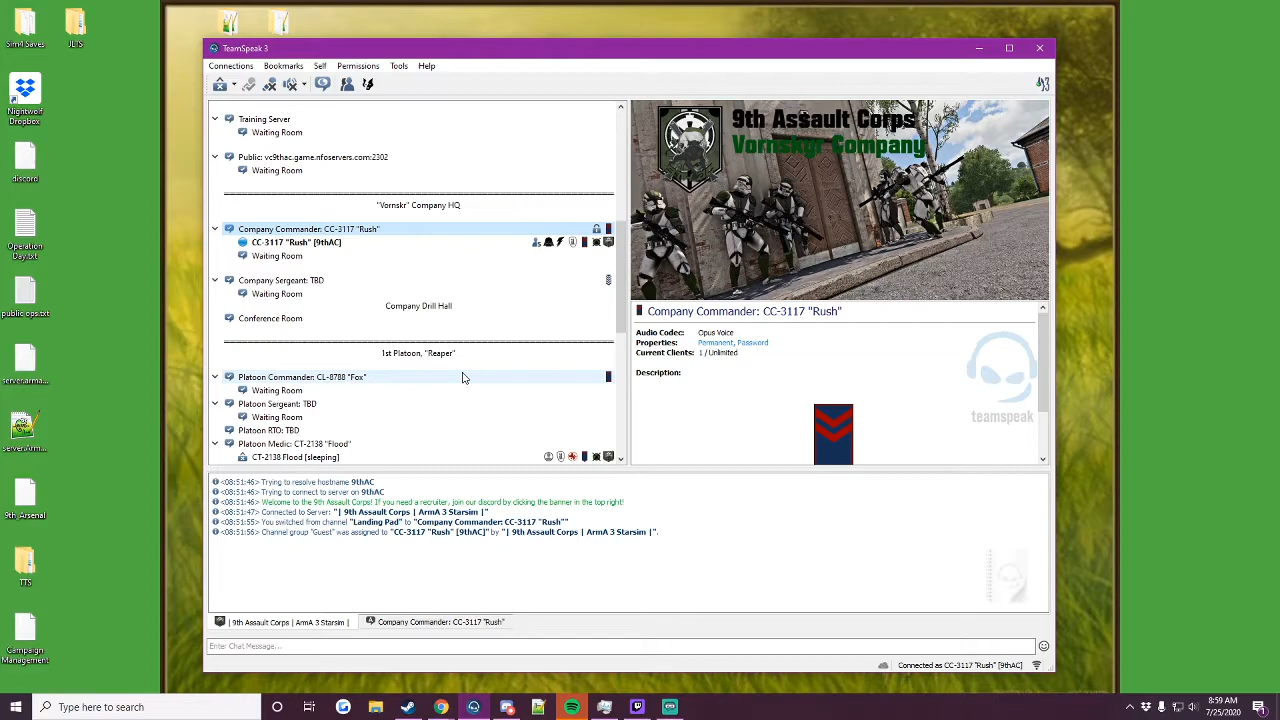 Sim4 Saves
JLTS
Nightwolf
Dropbox
discord
Operation
Day.txt
public ops.txt
server.arma...
server.Arm...
9th Arsenal
TTS
Campaign
Management
TeamSpeak 3
Connections Bookmarks Self Permissions Tools Help
Training Server
Waiting Room
Public: vc9thac.game.nfoservers.com:2302
Waiting Room
"Vornskr" Company HQ
Company Commander: CC-3117 "Rush"
CC-3117 "Rush" [9thAC]
Waiting Room
Company Sergeant: TBD
Waiting Room
Company Drill Hall
Conference Room
1st Platoon, "Reaper"
Platoon Commander: CL-8788 "Fox"
Waiting Room
Platoon Sergeant: TBD
Waiting Room
Platoon RTO: TBD
Platoon Medic: CT-2138 "Flood"
CT-2138 Flood [sleeping]
9th Assault Corps
Vornskyr Company
Company Commander: CC-3117 "Rush"
Audio Codec: Opus Voice
Properties: Permanent, Password
Current Clients: 1 / Unlimited
Description:
teamspeak
<08:51:46> Trying to resolve hostname 9thAC
<08:51:46> Trying to connect to server on 9thAC
<08:51:46> Welcome to the 9th Assault Corps! If you need a recruiter, join our discord by clicking the banner in the top right!
<08:51:47> Connected to Server: "| 9th Assault Corps | ArmA 3 Starsim |"
<08:51:55> You switched from channel "Landing Pad" to "Company Commander: CC-3117 "Rush""
<08:51:56> Channel group "Guest" was assigned to "CC-3117 "Rush" [9thAC]" by "| 9th Assault Corps | ArmA 3 Starsim |".
| 9th Assault Corps | ArmA 3 Starsim |
Company Commander: CC-3117 "Rush"
Enter Chat Message...
Connected as CC-3117 "Rush" [9thAC]
Type here to search
8:59 AM
7/25/2020